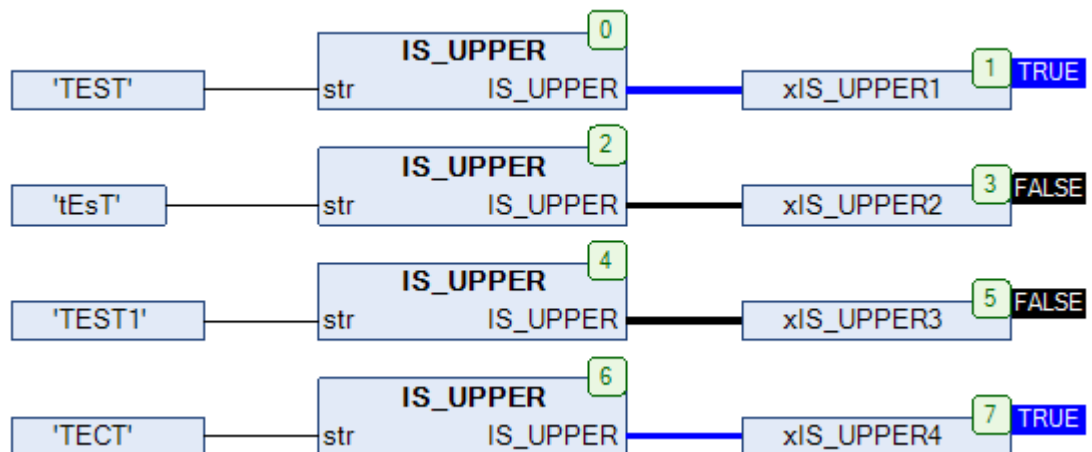 0
IS_UPPER
'TEST' str IS_UPPER xIS_UPPER1 1 TRUE
2
IS_UPPER
'tEsT' str IS_UPPER xIS_UPPER2 3 FALSE
4
IS_UPPER
'TEST1' str IS_UPPER xIS_UPPER3 5 FALSE
6
IS_UPPER
'ТЕСТ' str IS_UPPER xIS_UPPER4 7 TRUE